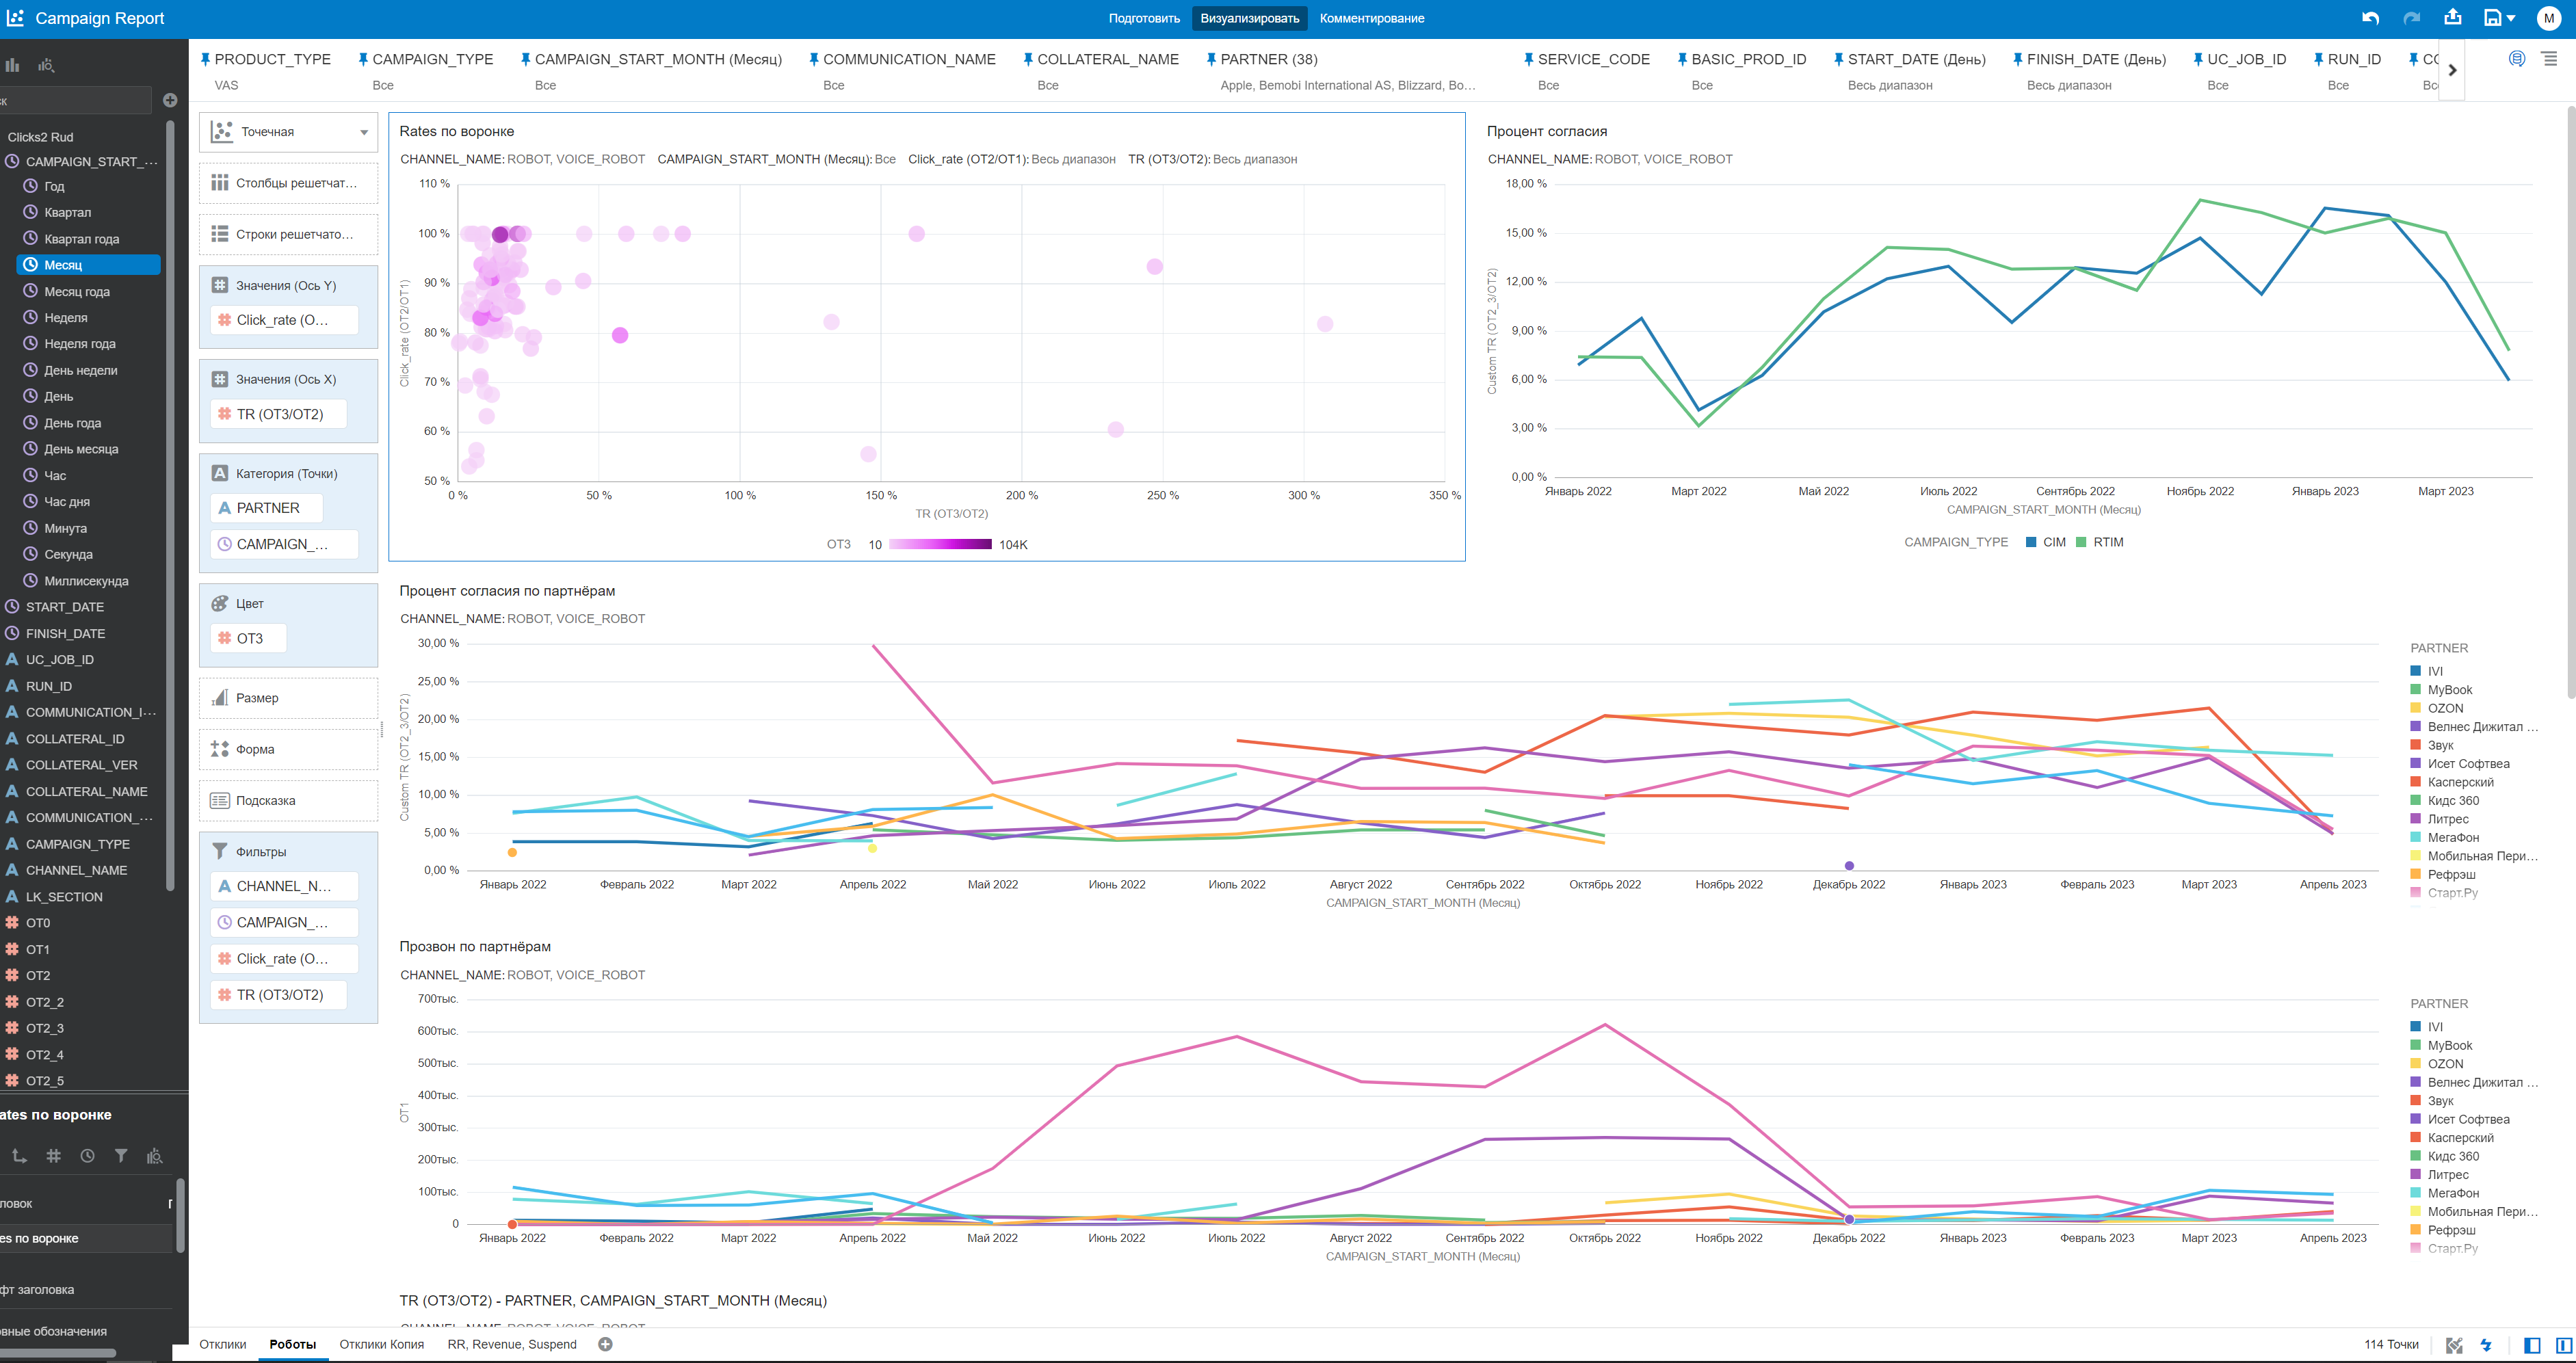 Campaign Report
Подготовить Визуализировать Комментирование
M
PRODUCT_TYPE CAMPAIGN_TYPE CAMPAIGN_START_MONTH (Месяц) COMMUNICATION_NAME COLLATERAL_NAME PARTNER (38) SERVICE_CODE BASIC_PROD_ID START_DATE (День) FINISH_DATE (День) UC_JOB_ID RUN_ID
VAS Все Все Все Все Apple, Bemobi International AS, Blizzard, Bo... Все Все Весь диапазон Весь диапазон Все Все
Clicks2 Rud
CAMPAIGN_START_...
Год
Квартал
Квартал года
Месяц
Месяц года
Неделя
Неделя года
День недели
День
День года
День месяца
Час
Час дня
Минута
Секунда
Миллисекунда
START_DATE
FINISH_DATE
UC_JOB_ID
RUN_ID
COMMUNICATION_I...
COLLATERAL_ID
COLLATERAL_VER
COLLATERAL_NAME
COMMUNICATION_...
CAMPAIGN_TYPE
CHANNEL_NAME
LK_SECTION
OT0
OT1
OT2
OT2_2
OT2_3
OT2_4
OT2_5
ates по воронке
ловок
es по воронке
фт заголовка
вные обозначения
Точечная
Столбцы решетчат...
Строки решетчато...
Значения (Ось Y)
Click_rate (O...
Значения (Ось X)
TR (OT3/OT2)
Категория (Точки)
PARTNER
CAMPAIGN_...
Цвет
OT3
Размер
Форма
Подсказка
Фильтры
CHANNEL_N...
CAMPAIGN_...
Click_rate (O...
TR (OT3/OT2)
Rates по воронке
CHANNEL_NAME: ROBOT, VOICE_ROBOT CAMPAIGN_START_MONTH (Месяц): Все Click_rate (OT2/OT1): Весь диапазон TR (OT3/OT2): Весь диапазон
110 %
100 %
90 %
80 %
70 %
60 %
50 %
Click_rate (OT2/OT1)
0 % 50 % 100 % 150 % 200 % 250 % 300 % 350 %
TR (OT3/OT2)
OT3 10 104K
Процент согласия
CHANNEL_NAME: ROBOT, VOICE_ROBOT
18,00 %
15,00 %
12,00 %
9,00 %
6,00 %
3,00 %
0,00 %
Custom TR (OT2_3/OT2)
Январь 2022 Март 2022 Май 2022 Июль 2022 Сентябрь 2022 Ноябрь 2022 Январь 2023 Март 2023
CAMPAIGN_START_MONTH (Месяц)
CAMPAIGN_TYPE CIM RTIM
Процент согласия по партнёрам
CHANNEL_NAME: ROBOT, VOICE_ROBOT
30,00 %
25,00 %
20,00 %
15,00 %
10,00 %
5,00 %
0,00 %
Custom TR (OT2_3/OT2)
Январь 2022 Февраль 2022 Март 2022 Апрель 2022 Май 2022 Июнь 2022 Июль 2022 Август 2022 Сентябрь 2022 Октябрь 2022 Ноябрь 2022 Декабрь 2022 Январь 2023 Февраль 2023 Март 2023 Апрель 2023
CAMPAIGN_START_MONTH (Месяц)
PARTNER
IVI
MyBook
OZON
Велнес Дижитал ...
Звук
Исет Софтвеа
Касперский
Кидс 360
Литрес
МегаФон
Мобильная Пери...
Рефрэш
Старт.Ру
Прозвон по партнёрам
CHANNEL_NAME: ROBOT, VOICE_ROBOT
700тыс.
600тыс.
500тыс.
400тыс.
300тыс.
200тыс.
100тыс.
0
OT1
Январь 2022 Февраль 2022 Март 2022 Апрель 2022 Май 2022 Июнь 2022 Июль 2022 Август 2022 Сентябрь 2022 Октябрь 2022 Ноябрь 2022 Декабрь 2022 Январь 2023 Февраль 2023 Март 2023 Апрель 2023
CAMPAIGN_START_MONTH (Месяц)
PARTNER
IVI
MyBook
OZON
Велнес Дижитал ...
Звук
Исет Софтвеа
Касперский
Кидс 360
Литрес
МегаФон
Мобильная Пери...
Рефрэш
Старт.Ру
TR (OT3/OT2) - PARTNER, CAMPAIGN_START_MONTH (Месяц)
CHANNEL_NAME: ROBOT, VOICE_ROBOT
Отклики Роботы Отклики Копия RR, Revenue, Suspend
114 Точки